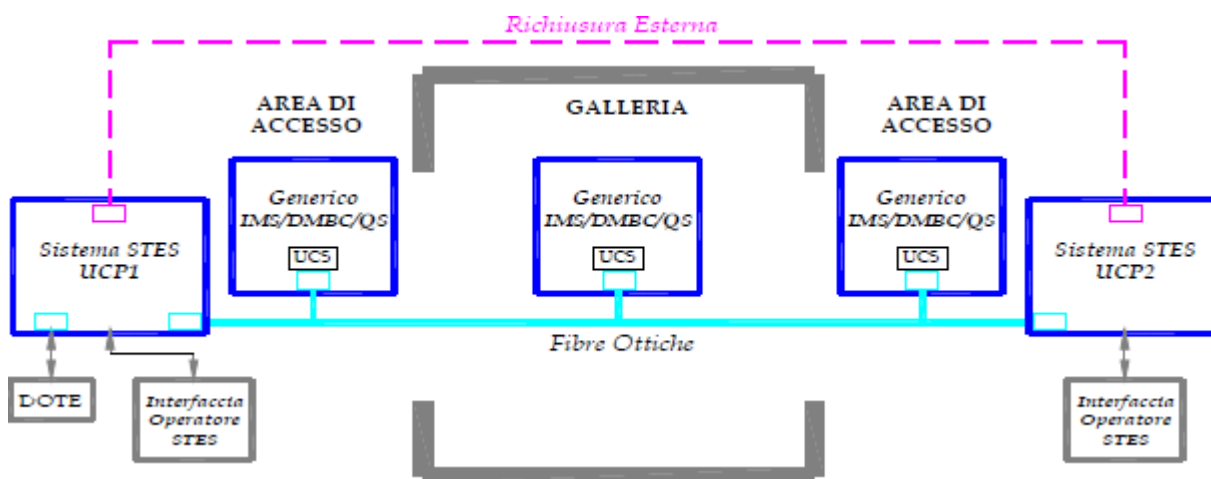 Richiusura Esterna
AREA DI
ACCESSO
GALLERIA
AREA DI
ACCESSO
Generico
IMS/DMBC/QS
UCS
Generico
IMS/DMBC/QS
UCS
Generico
IMS/DMBC/QS
UCS
Sistema STES
UCP1
Sistema STES
UCP2
Fibre Ottiche
DOTE
Interfaccia
Operatore
STES
Interfaccia
Operatore
STES